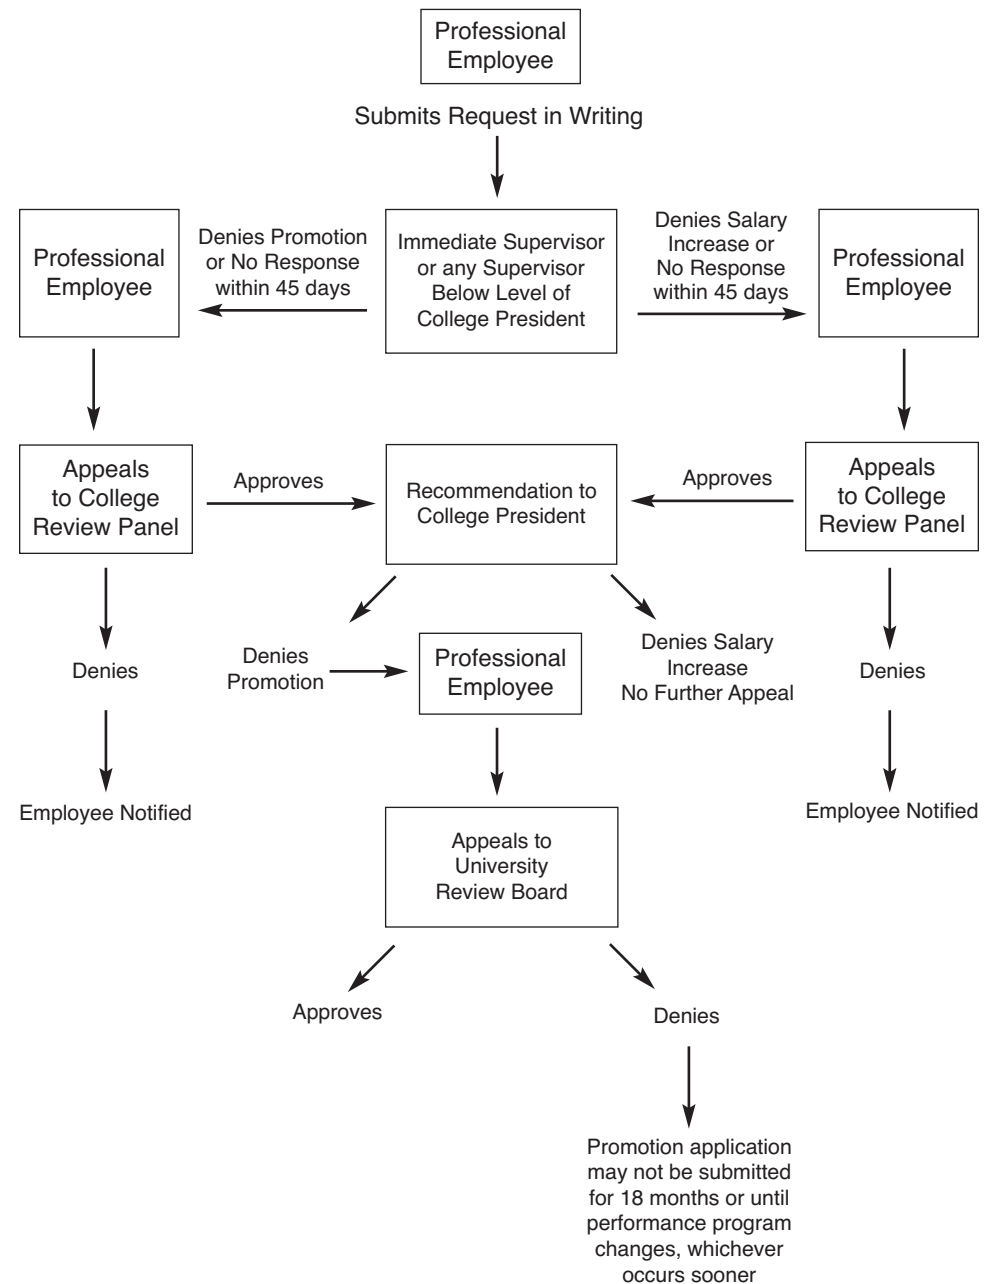 Professional
Employee
Submits Request in Writing
Professional
Employee
Denies Promotion
or No Response
within 45 days
Immediate Supervisor
or any Supervisor
Below Level of
College President
Denies Salary
Increase or
No Response
within 45 days
Professional
Employee
Appeals
to College
Review Panel
Approves
Recommendation to
College President
Approves
Appeals
to College
Review Panel
Denies
Denies
Promotion
Professional
Employee
Denies Salary
Increase
No Further Appeal
Denies
Employee Notified
Appeals to
University
Review Board
Employee Notified
Approves
Denies
Promotion application
may not be submitted
for 18 months or until
performance program
changes, whichever
occurs sooner